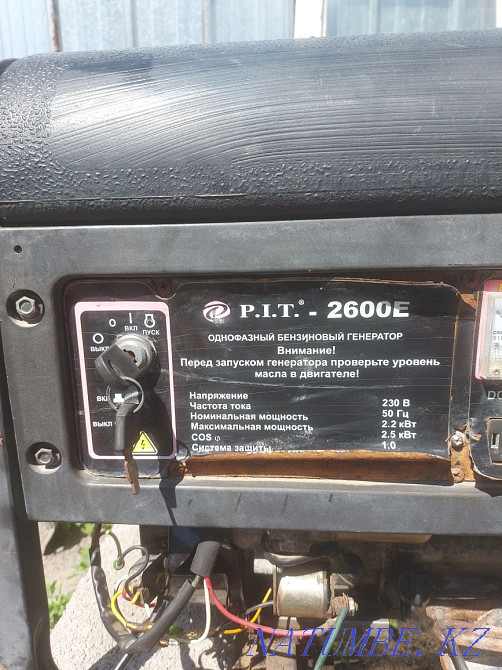 P.I.T.® - 2600E
ОДНОФАЗНЫЙ БЕНЗИНОВЫЙ ГЕНЕРАТОР
Внимание!
Перед запуском генератора проверьте уровень
масла в двигателе!
O ВКЛ ПУСК
ВЫКЛ
ВКЛ
ВЫКЛ
Напряжение 230 В
Частота тока 50 Гц
Номинальная мощность 2.2 кВт
Максимальная мощность 2.5 кВт
COS φ 1.0
Система защиты
DC
NATUMBE.KZ